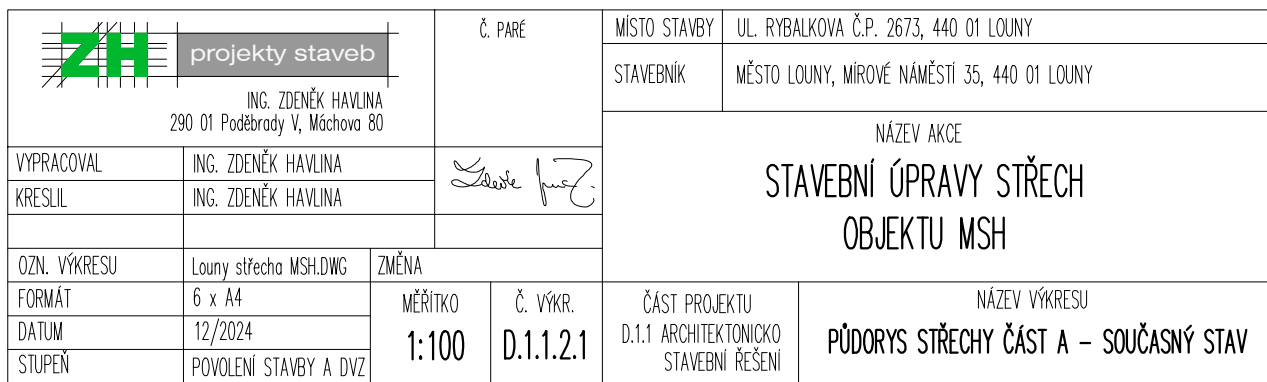 ZH projekty staveb
ING. ZDENĚK HAVLINA
290 01 Poděbrady V, Máchova 80
Č. PARÉ
MÍSTO STAVBY UL. RYBALKOVA Č.P. 2673, 440 01 LOUNY
STAVEBNÍK MĚSTO LOUNY, MÍROVÉ NÁMĚSTÍ 35, 440 01 LOUNY
NÁZEV AKCE
STAVEBNÍ ÚPRAVY STŘECH
OBJEKTU MSH
VYPRACOVAL ING. ZDENĚK HAVLINA
KRESLIL ING. ZDENĚK HAVLINA
OZN. VÝKRESU Louny střecha MSH.DWG ZMĚNA
FORMÁT 6 x A4
DATUM 12/2024
STUPEŇ POVOLENÍ STAVBY A DVZ
MĚŘÍTKO
1:100
Č. VÝKR.
D.1.1.2.1
ČÁST PROJEKTU
D.1.1 ARCHITEKTONICKO
STAVEBNÍ ŘEŠENÍ
NÁZEV VÝKRESU
PŮDORYS STŘECHY ČÁST A – SOUČASNÝ STAV